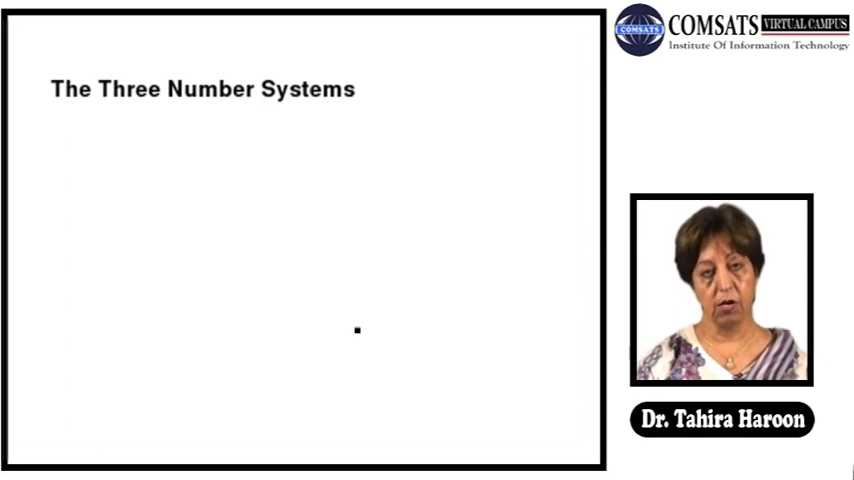 COMSATS VIRTUAL CAMPUS
COMSATS
Institute Of Information Technology
The Three Number Systems
Dr. Tahira Haroon